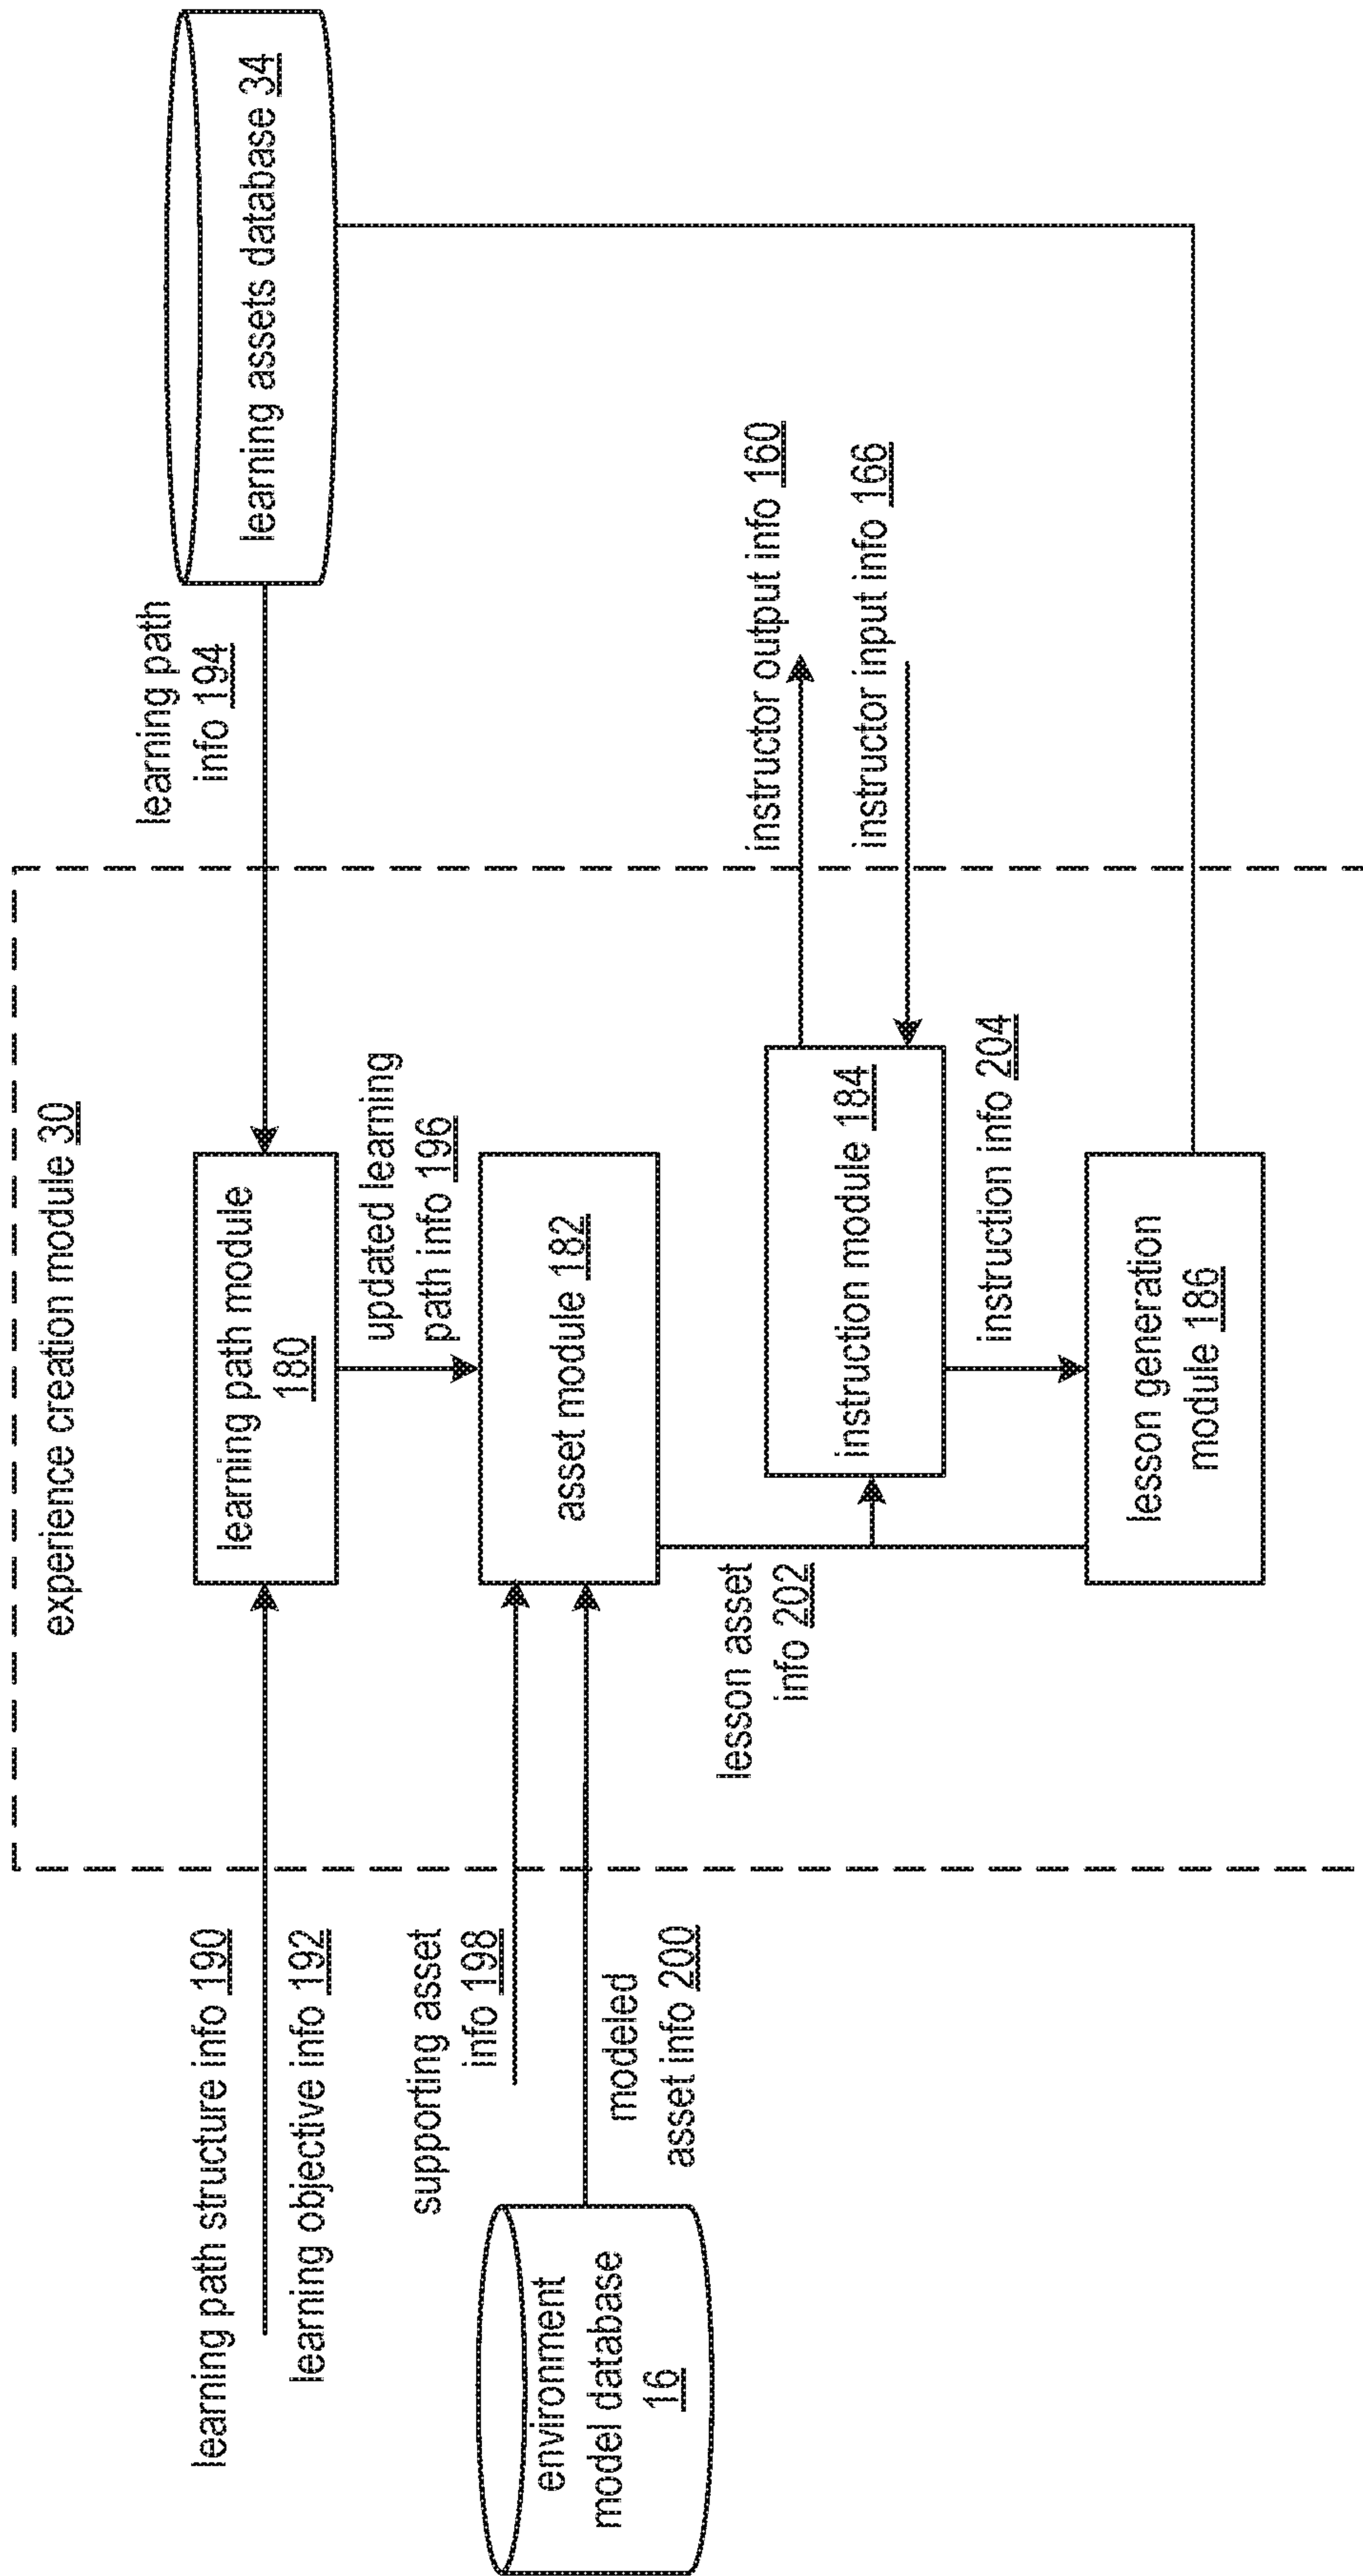 experience creation module 30
learning path structure info 190
learning objective info 192
learning path module
180
learning path
info 194
learning assets database 34
updated learning
path info 196
supporting asset
info 198
environment
model database
16
modeled
asset info 200
asset module 182
lesson asset
info 202
instruction module 184
instructor output info 160
instructor input info 166
instruction info 204
lesson generation
module 186